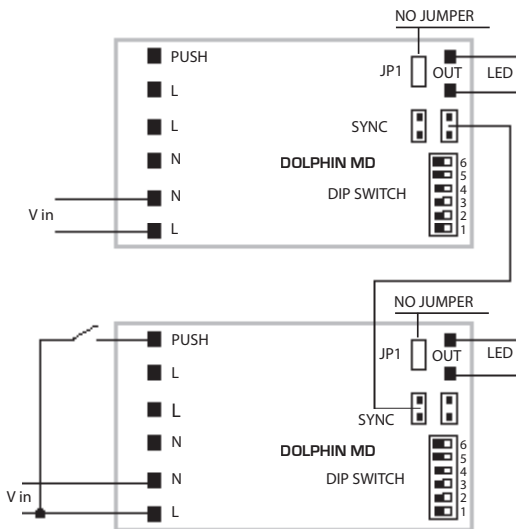 NO JUMPER
PUSH
JP1
OUT
LED
L
L
SYNC
N
DOLPHIN MD
6
5
4
3
2
1
DIP SWITCH
N
V in
L
NO JUMPER
PUSH
JP1
OUT
LED
L
L
SYNC
N
DOLPHIN MD
6
5
4
3
2
1
DIP SWITCH
N
V in
L